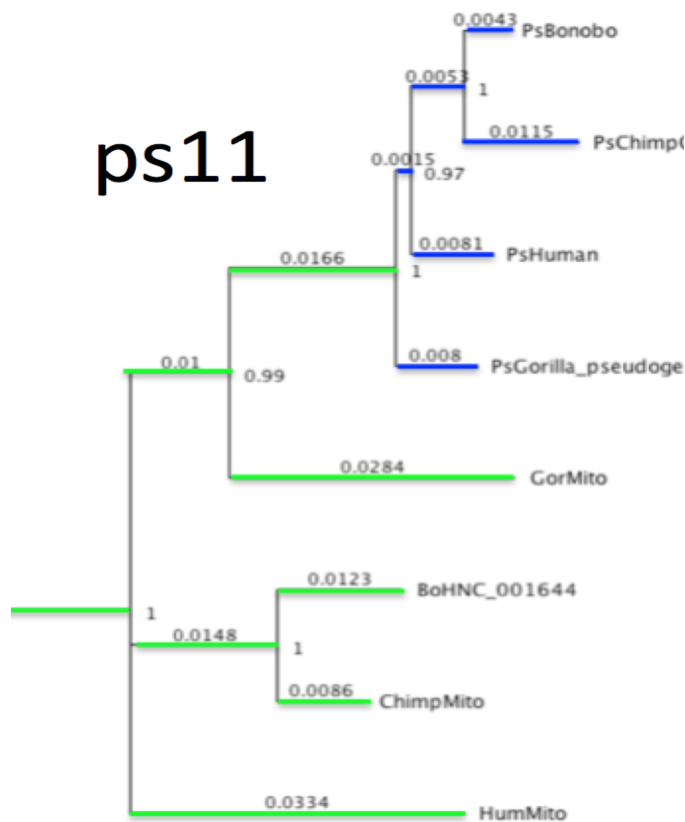 0.0043
PsBonobo
0.0053
1
ps11
0.0115
PsChimpG
0.0015
0.97
0.0081
PsHuman
0.0166
1
0.008
PsGorilla_pseudoge
0.01
0.99
0.0284
GorMito
0.0123
BoHNC_001644
1
0.0148
1
0.0086
ChimpMito
0.0334
HumMito